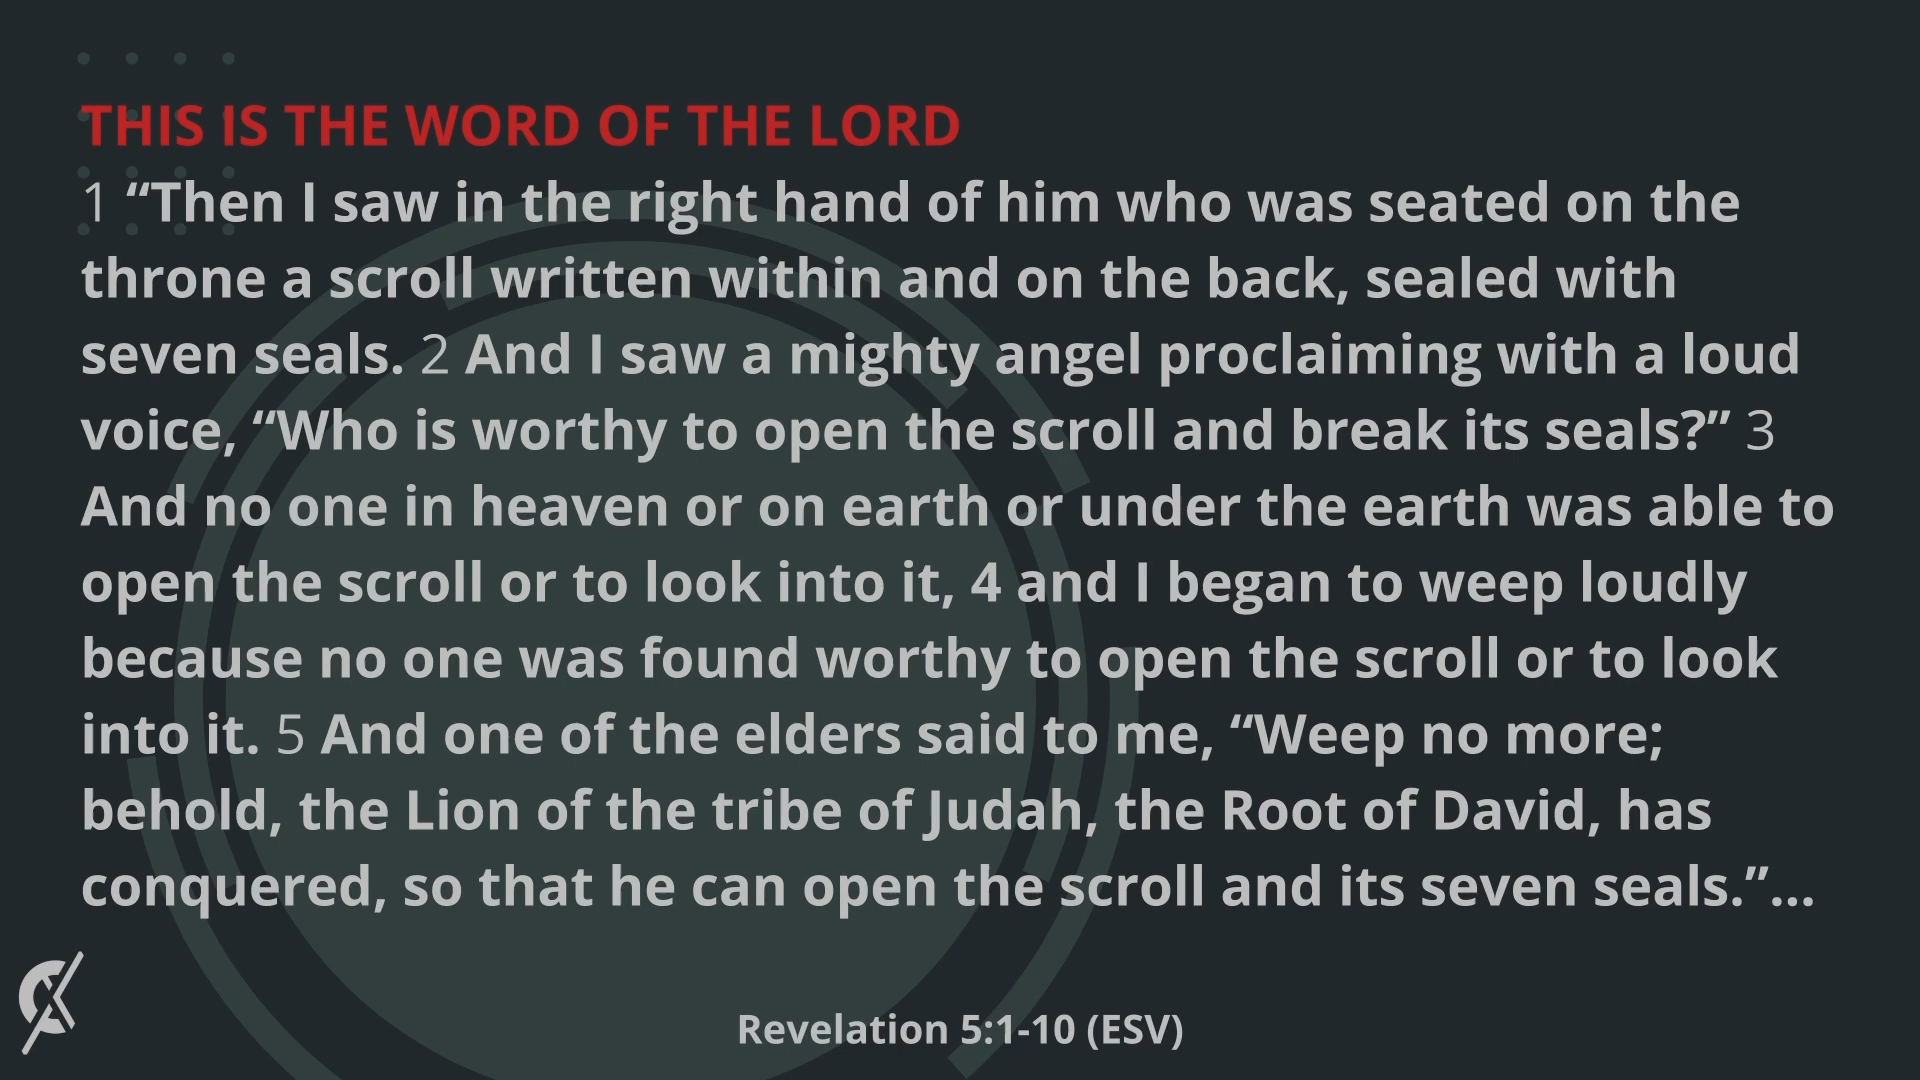 THIS IS THE WORD OF THE LORD
1 “Then I saw in the right hand of him who was seated on the
throne a scroll written within and on the back, sealed with
seven seals. 2 And I saw a mighty angel proclaiming with a loud
voice, “Who is worthy to open the scroll and break its seals?” 3
And no one in heaven or on earth or under the earth was able to
open the scroll or to look into it, 4 and I began to weep loudly
because no one was found worthy to open the scroll or to look
into it. 5 And one of the elders said to me, “Weep no more;
behold, the Lion of the tribe of Judah, the Root of David, has
conquered, so that he can open the scroll and its seven seals.”...
Revelation 5:1-10 (ESV)